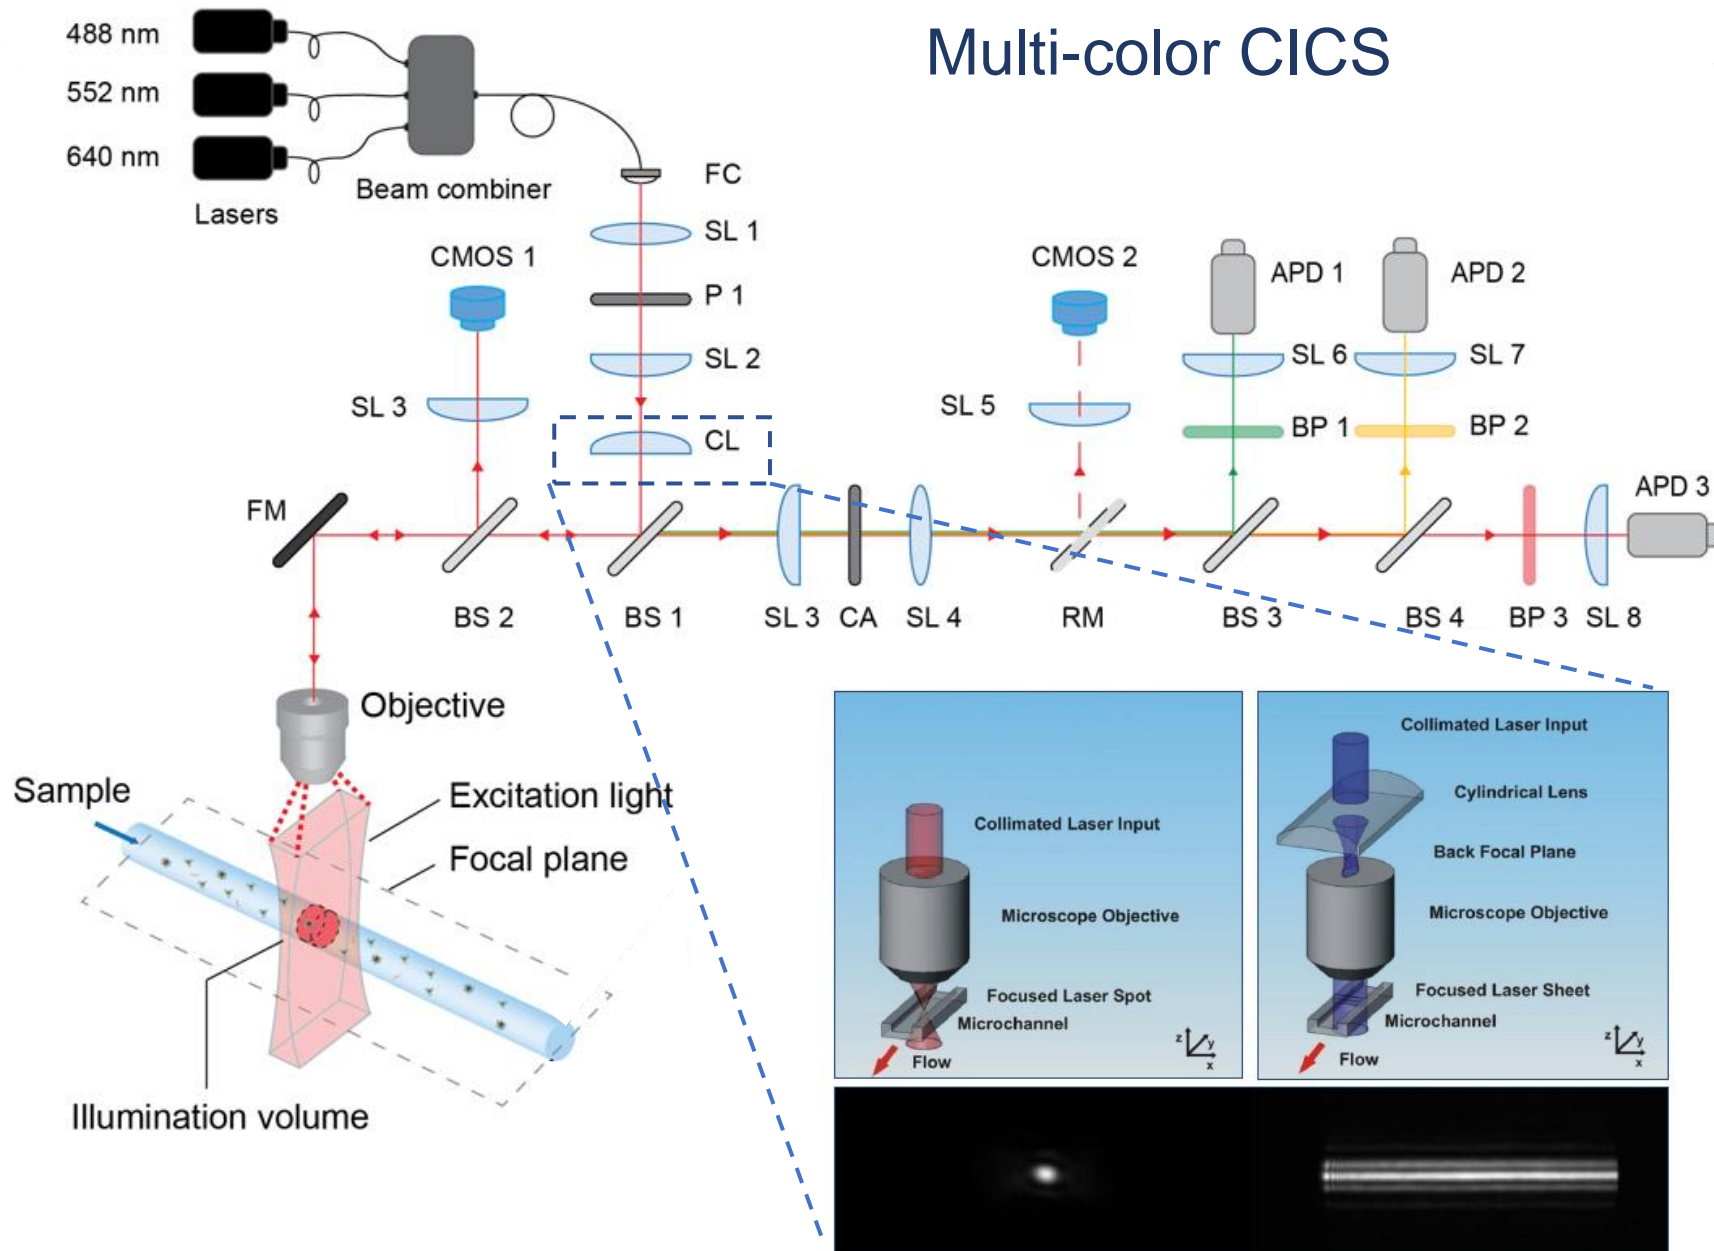 Multi-color CICS
488 nm
552 nm
640 nm
Lasers
Beam combiner
FC
SL 1
P 1
SL 2
CL
CMOS 1
SL 3
CMOS 2
SL 5
APD 1
APD 2
SL 6
SL 7
BP 1
BP 2
APD 3
FM
BS 2
BS 1
SL 3
CA
SL 4
RM
BS 3
BS 4
BP 3
SL 8
Objective
Sample
Excitation light
Focal plane
Illumination volume
Collimated Laser Input
Microscope Objective
Focused Laser Spot
Microchannel
Flow
z
y
x
Collimated Laser Input
Cylindrical Lens
Back Focal Plane
Microscope Objective
Focused Laser Sheet
Microchannel
Flow
z
y
x